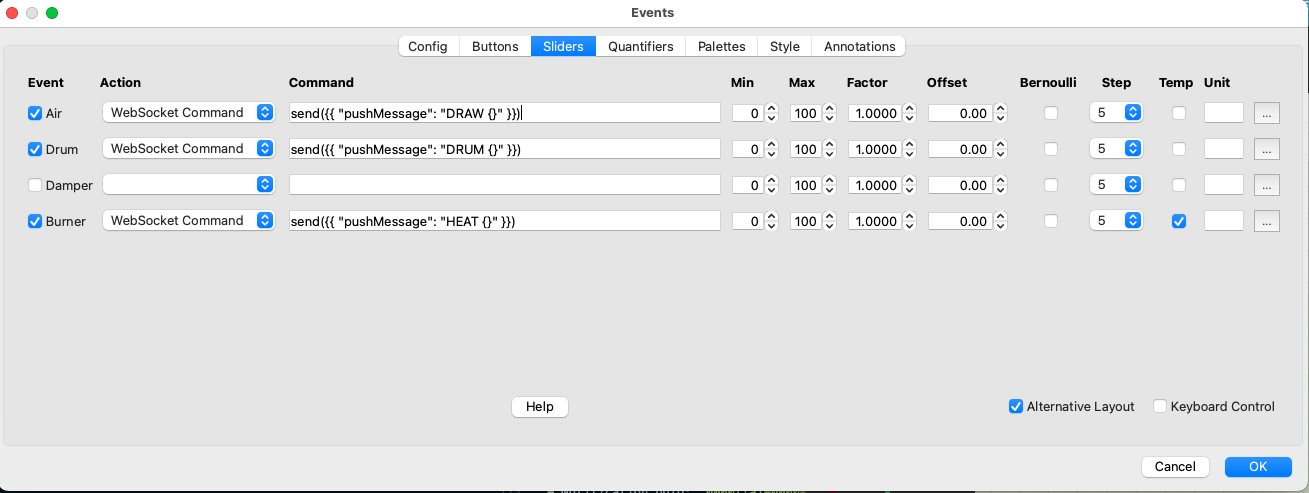 Events
Config Buttons Sliders Quantifiers Palettes Style Annotations
Event Action Command Min Max Factor Offset Bernoulli Step Temp Unit
Air WebSocket Command send({{ "pushMessage": "DRAW {}" }}) 0 100 1.0000 0.00 5 ...
Drum WebSocket Command send({{ "pushMessage": "DRUM {}" }}) 0 100 1.0000 0.00 5 ...
Damper 0 100 1.0000 0.00 5
Burner WebSocket Command send({{ "pushMessage": "HEAT {}" }}) 0 100 1.0000 0.00 5 ...
Help Alternative Layout Keyboard Control
Cancel OK